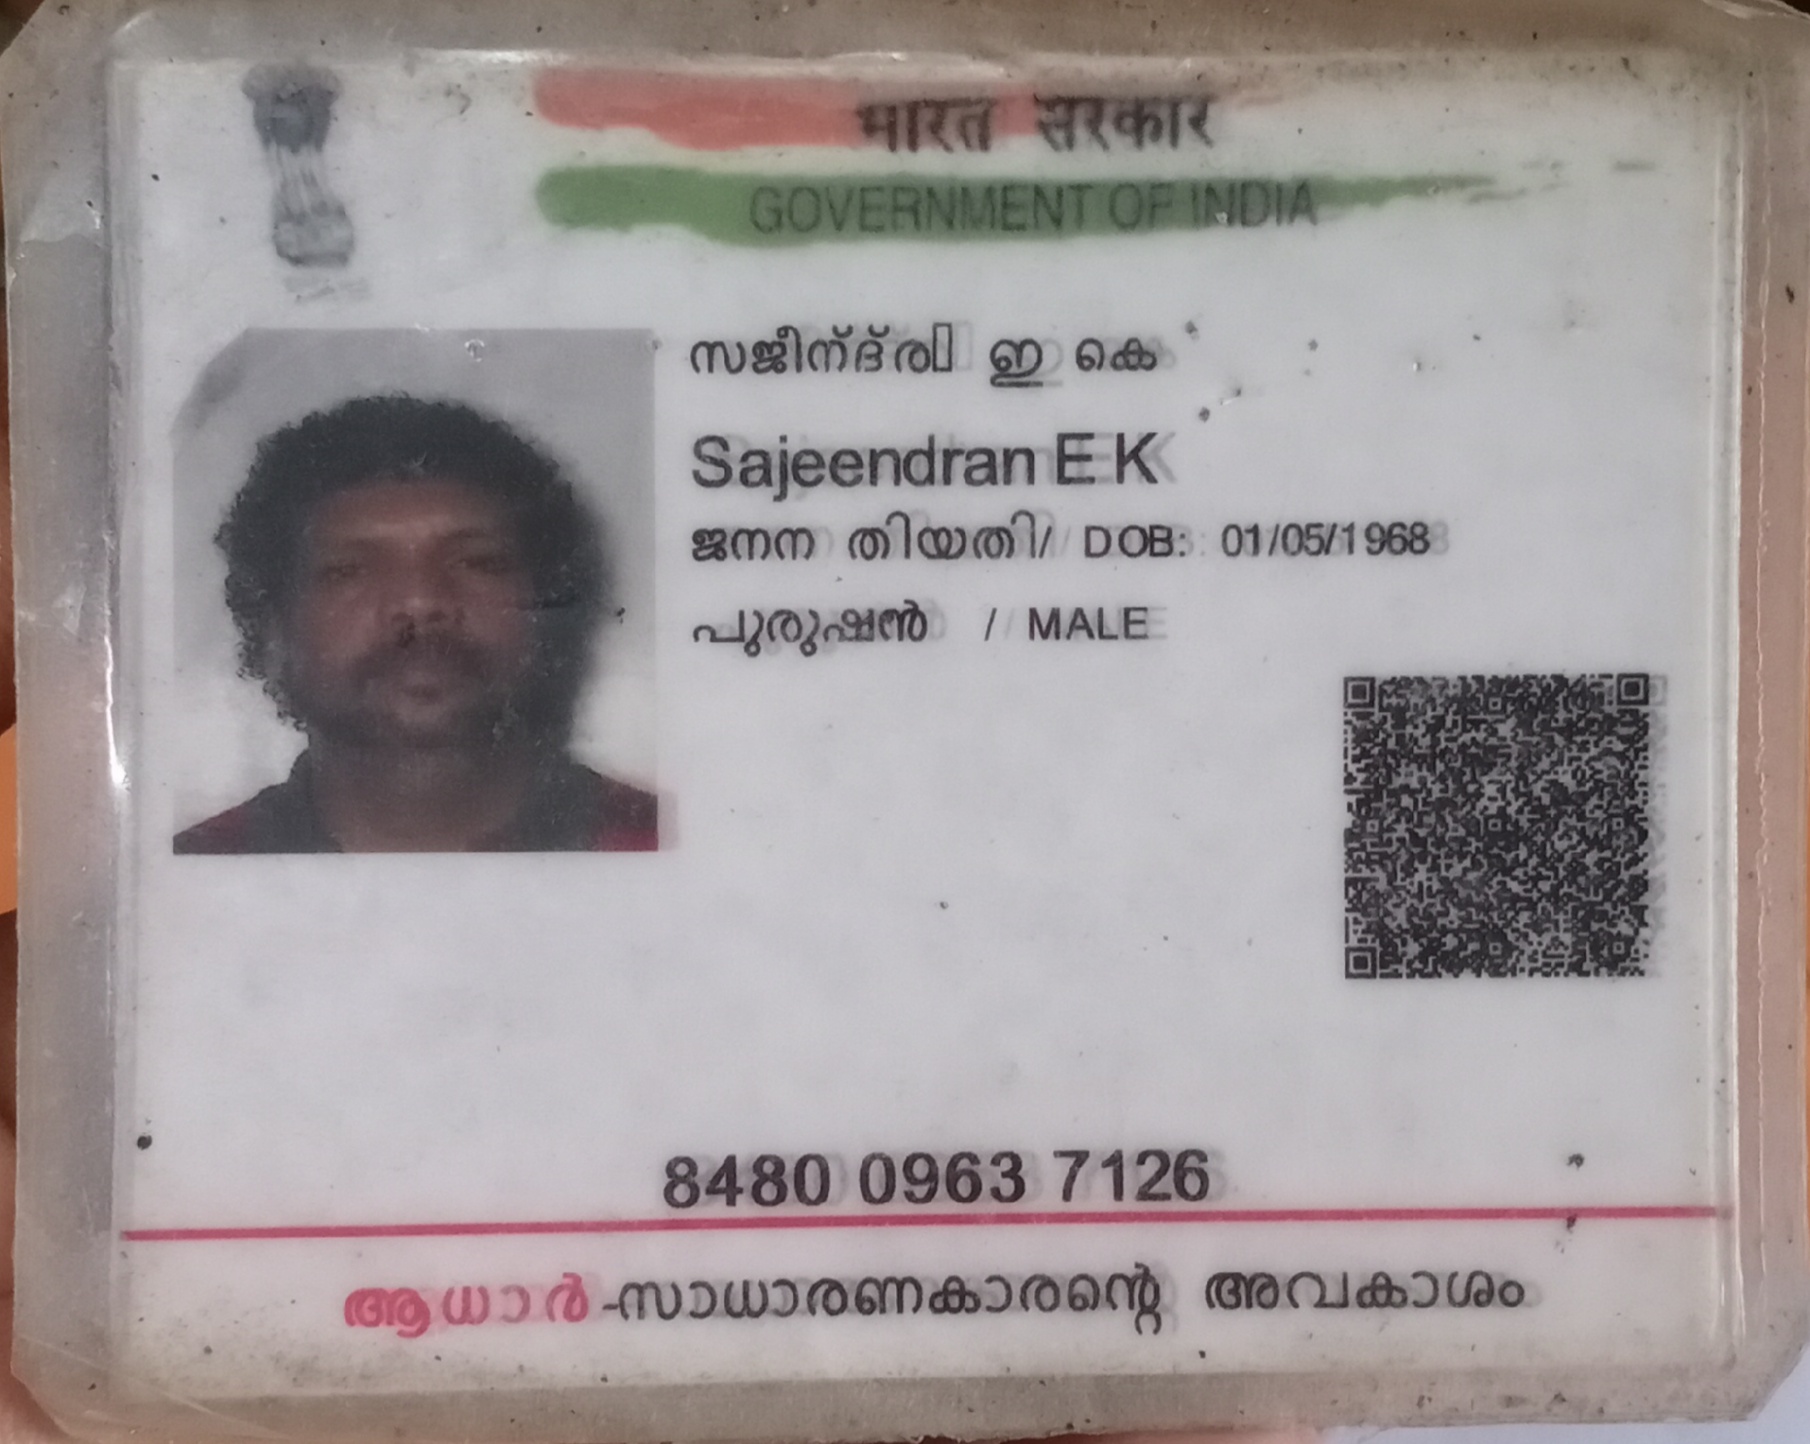 भारत सरकार
GOVERNMENT OF INDIA
സജീന്ദ്ര▯ ഇ കെ
Sajeendran E K
ജനന തിയതി/ DOB: 01/05/1968
പുരുഷൻ / MALE
8480 0963 7126
ആധാർ-സാധാരണകാരന്റെ അവകാശം